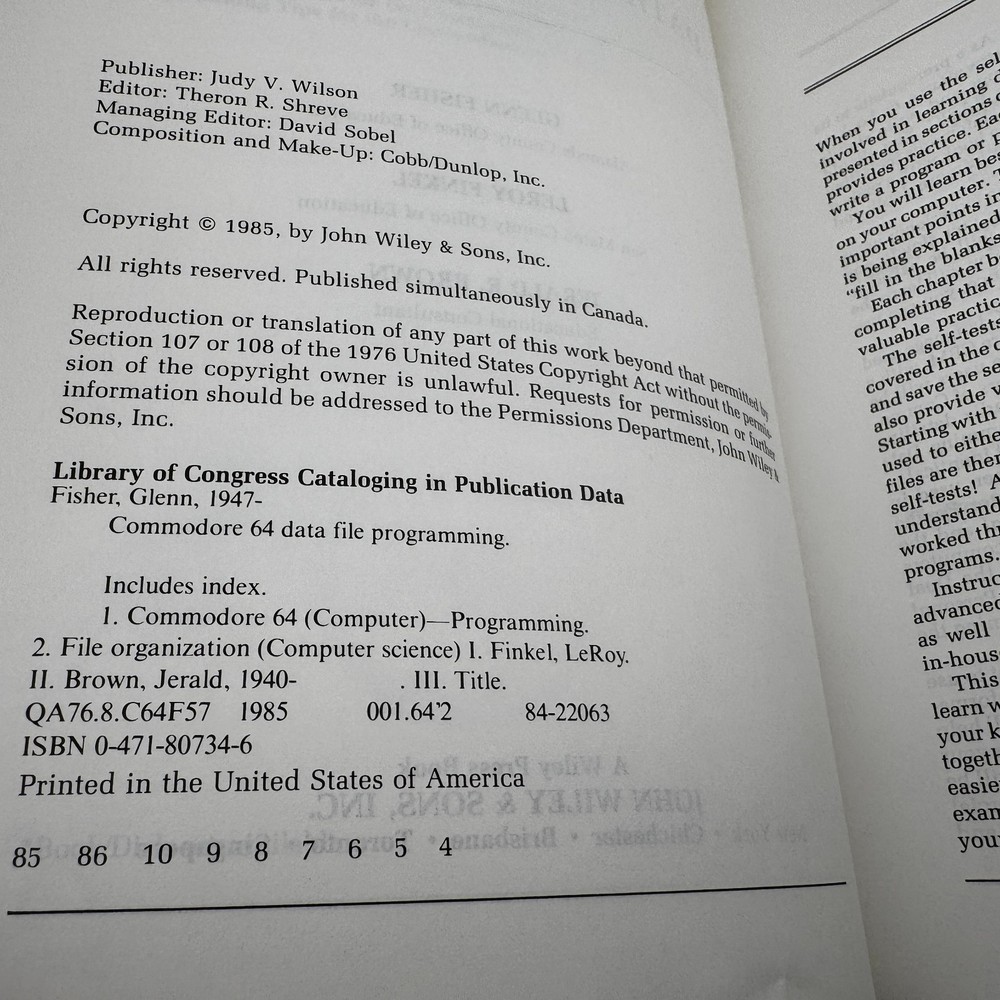 Publisher: Judy V. Wilson
Editor: Theron R. Shreve
Managing Editor: David Sobel
Composition and Make-Up: Cobb/Dunlop, Inc.
Copyright © 1985, by John Wiley & Sons, Inc.
All rights reserved. Published simultaneously in Canada.
Reproduction or translation of any part of this work beyond that permitted by
Section 107 or 108 of the 1976 United States Copyright Act without the permis-
sion of the copyright owner is unlawful. Requests for permission or further
information should be addressed to the Permissions Department, John Wiley &
Sons, Inc.
Library of Congress Cataloging in Publication Data
Fisher, Glenn, 1947-
Commodore 64 data file programming.
Includes index.
1. Commodore 64 (Computer)—Programming.
2. File organization (Computer science) I. Finkel, LeRoy.
II. Brown, Jerald, 1940- . III. Title.
QA76.8.C64F57 1985 001.64'2 84-22063
ISBN 0-471-80734-6
Printed in the United States of America
85 86 10 9 8 7 6 5 4
When you use the sel
involved in learning
presented in sections
provides practice. Eac
write a program or
You will learn bes
on your computer.
important points in
is being explained
"fill in the blanks
Each chapter b
completing that
valuable practic
The self-tests
covered in the
and save the se
also provide
Starting with
used to eithe
files are then
self-tests! A
understand
worked thr
programs.
Instruc
advanced
as well
in-hous
This
learn w
your k
togeth
easie
exam
your